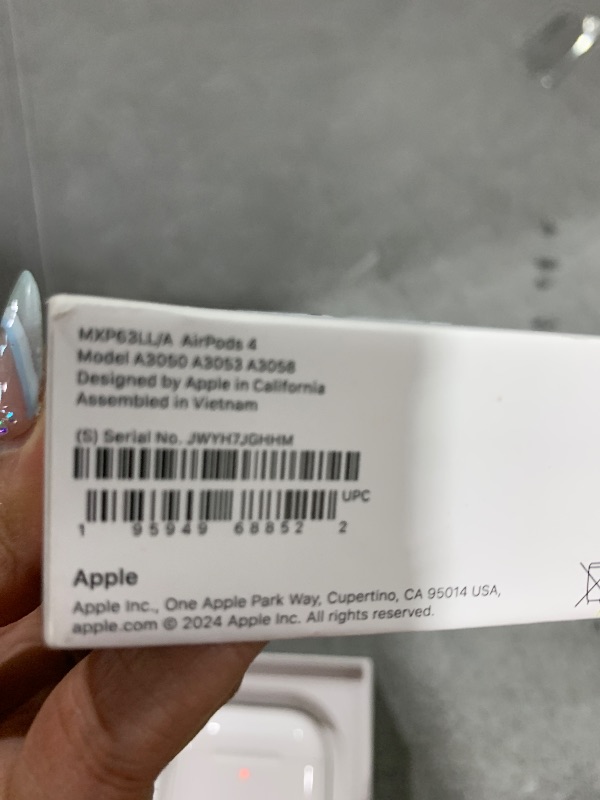 MXP63LL/A AirPods 4
Model A3050 A3053 A3058
Designed by Apple in California
Assembled in Vietnam
(S) Serial No. JWYH7JGHHM
UPC
1 95949 68852 2
Apple
Apple Inc., One Apple Park Way, Cupertino, CA 95014 USA,
apple.com © 2024 Apple Inc. All rights reserved.